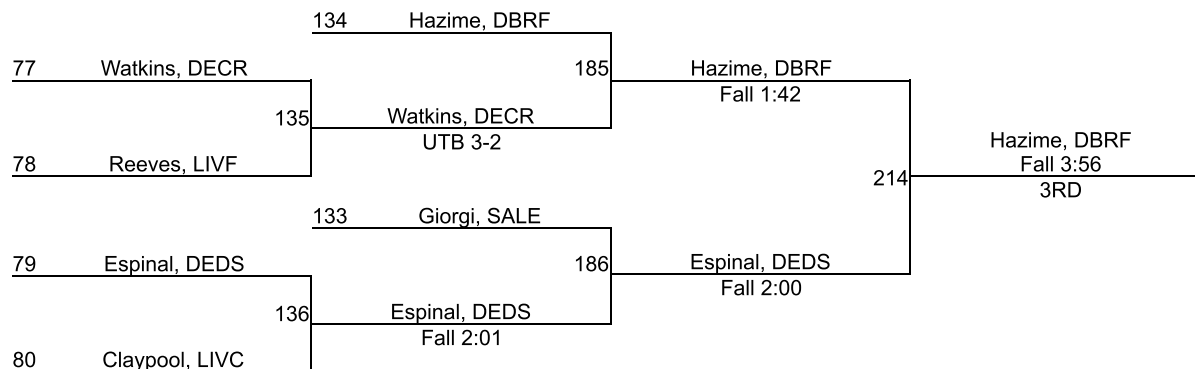 134 Hazime, DBRF
77 Watkins, DECR
185 Hazime, DBRF
Fall 1:42
135 Watkins, DECR
UTB 3-2
Hazime, DBRF
78 Reeves, LIVF
Fall 3:56
214
3RD
133 Giorgi, SALE
79 Espinal, DEDS
186 Espinal, DEDS
Fall 2:00
136 Espinal, DEDS
Fall 2:01
80 Claypool, LIVC